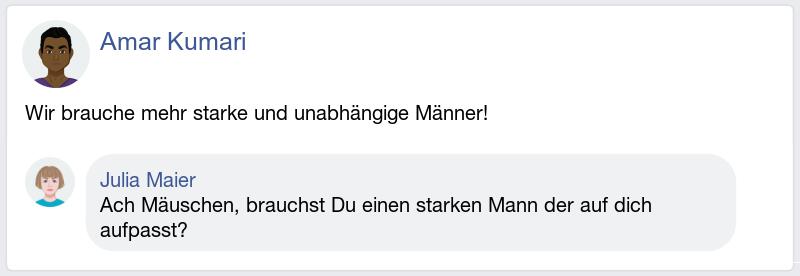 Amar Kumari
Wir brauche mehr starke und unabhängige Männer!
Julia Maier
Ach Mäuschen, brauchst Du einen starken Mann der auf dich
aufpasst?